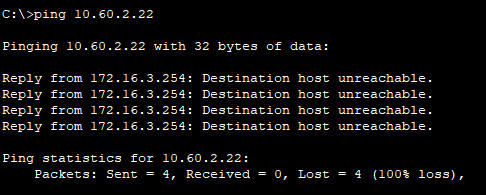 C:\>ping 10.60.2.22
Pinging 10.60.2.22 with 32 bytes of data:
Reply from 172.16.3.254: Destination host unreachable.
Reply from 172.16.3.254: Destination host unreachable.
Reply from 172.16.3.254: Destination host unreachable.
Reply from 172.16.3.254: Destination host unreachable.
Ping statistics for 10.60.2.22:
    Packets: Sent = 4, Received = 0, Lost = 4 (100% loss),